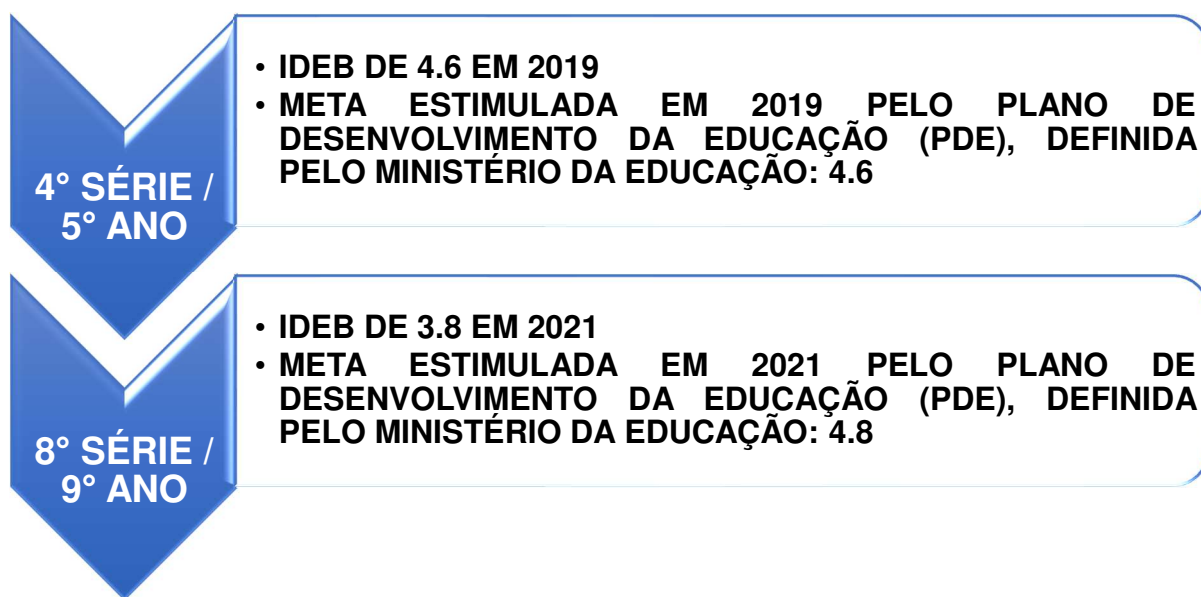 4° SÉRIE /
5° ANO
• IDEB DE 4.6 EM 2019
• META ESTIMULADA EM 2019 PELO PLANO DE
DESENVOLVIMENTO DA EDUCAÇÃO (PDE), DEFINIDA
PELO MINISTÉRIO DA EDUCAÇÃO: 4.6
8° SÉRIE /
9° ANO
• IDEB DE 3.8 EM 2021
• META ESTIMULADA EM 2021 PELO PLANO DE
DESENVOLVIMENTO DA EDUCAÇÃO (PDE), DEFINIDA
PELO MINISTÉRIO DA EDUCAÇÃO: 4.8